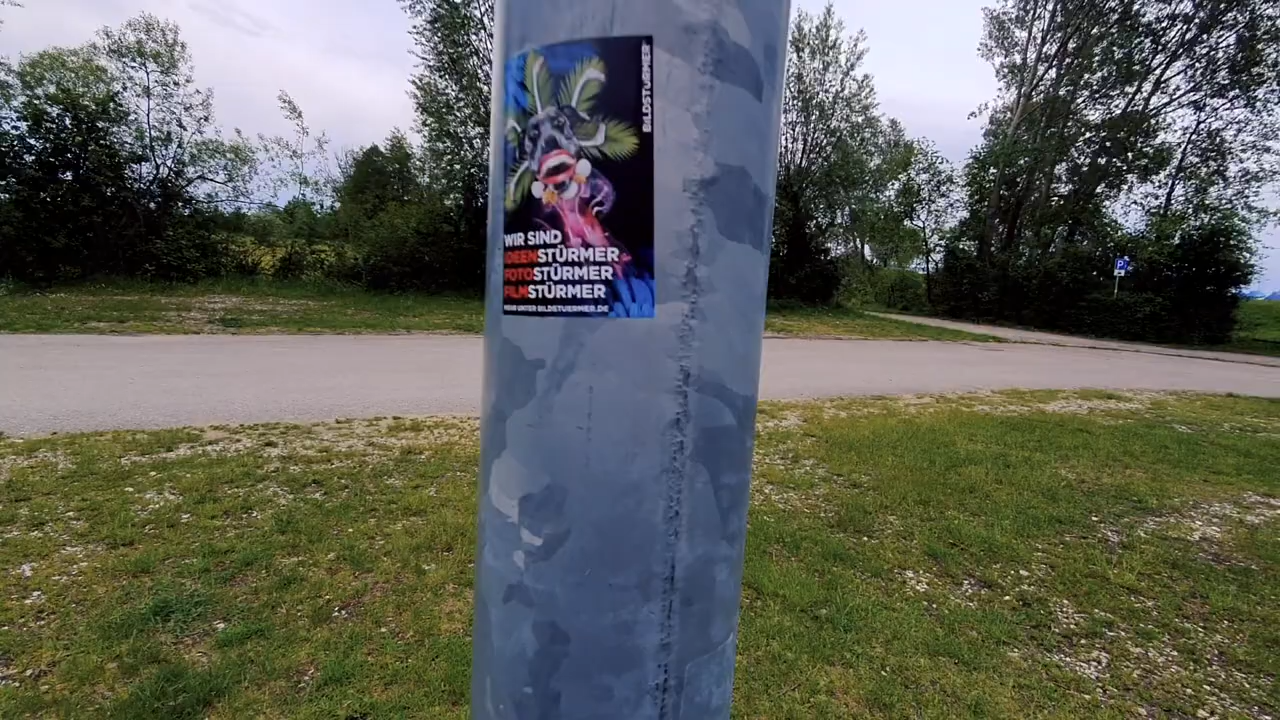 BILDSTÜRMER
WIR SIND
IDEENSTÜRMER
FOTOSTÜRMER
FILMSTÜRMER
MEHR UNTER BILDSTUERMER.DE
P